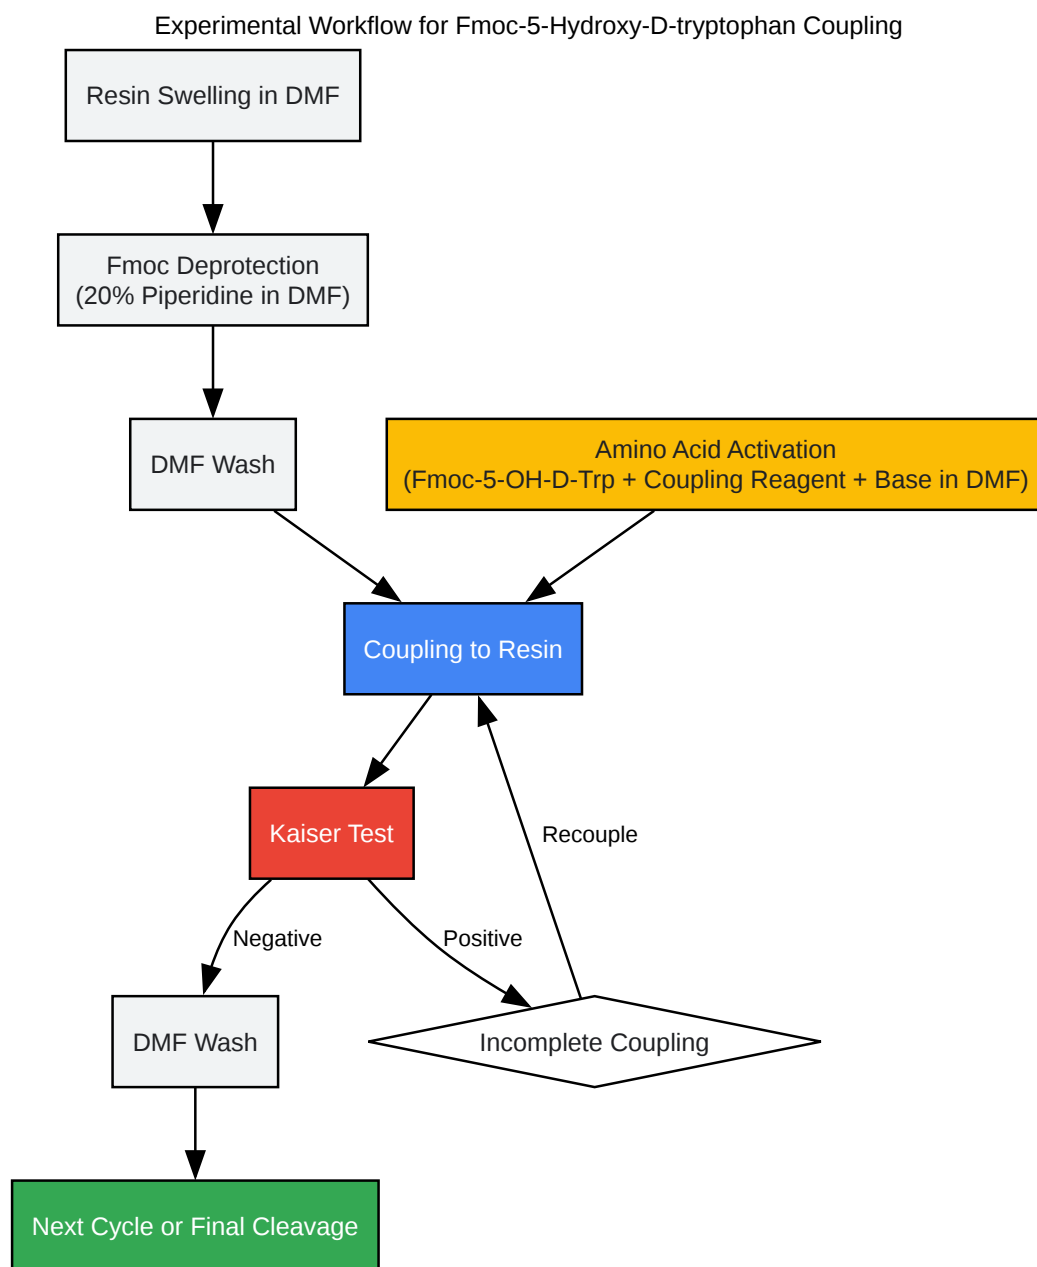 Experimental Workflow for Fmoc-5-Hydroxy-D-tryptophan Coupling
Resin Swelling in DMF
Fmoc Deprotection
(20% Piperidine in DMF)
DMF Wash
Amino Acid Activation
(Fmoc-5-OH-D-Trp + Coupling Reagent + Base in DMF)
Coupling to Resin
Kaiser Test
Recouple
Negative
Positive
DMF Wash
Incomplete Coupling
Next Cycle or Final Cleavage